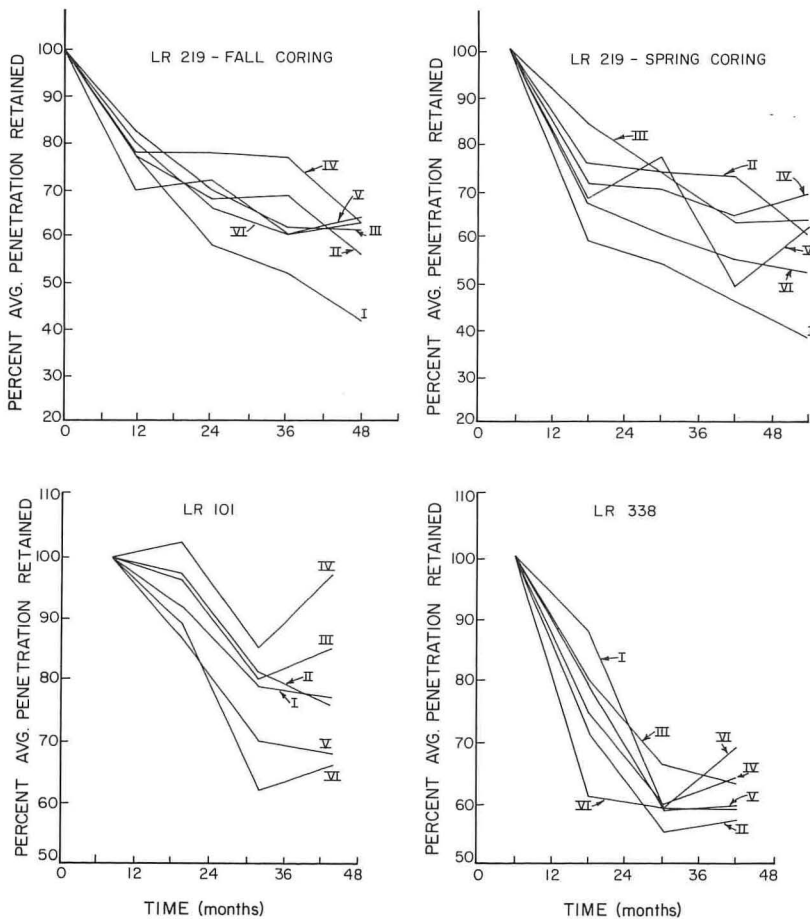 LR 219 - FALL CORING
PERCENT AVG. PENETRATION RETAINED
100
90
80
70
60
50
40
30
20
0 12 24 36 48
IV
V
III
VI
II
I
LR 219 - SPRING CORING
PERCENT AVG. PENETRATION RETAINED
100
90
80
70
60
50
40
30
20
0 12 24 36 48
III
II
IV
V
VI
I
LR 101
PERCENT AVG. PENETRATION RETAINED
110
100
90
80
70
60
50
0 12 24 36 48
IV
III
II
I
V
VI
TIME (months)
LR 338
PERCENT AVG. PENETRATION RETAINED
110
100
90
80
70
60
50
0 12 24 36 48
I
III
VI
IV
V
VI
II
TIME (months)